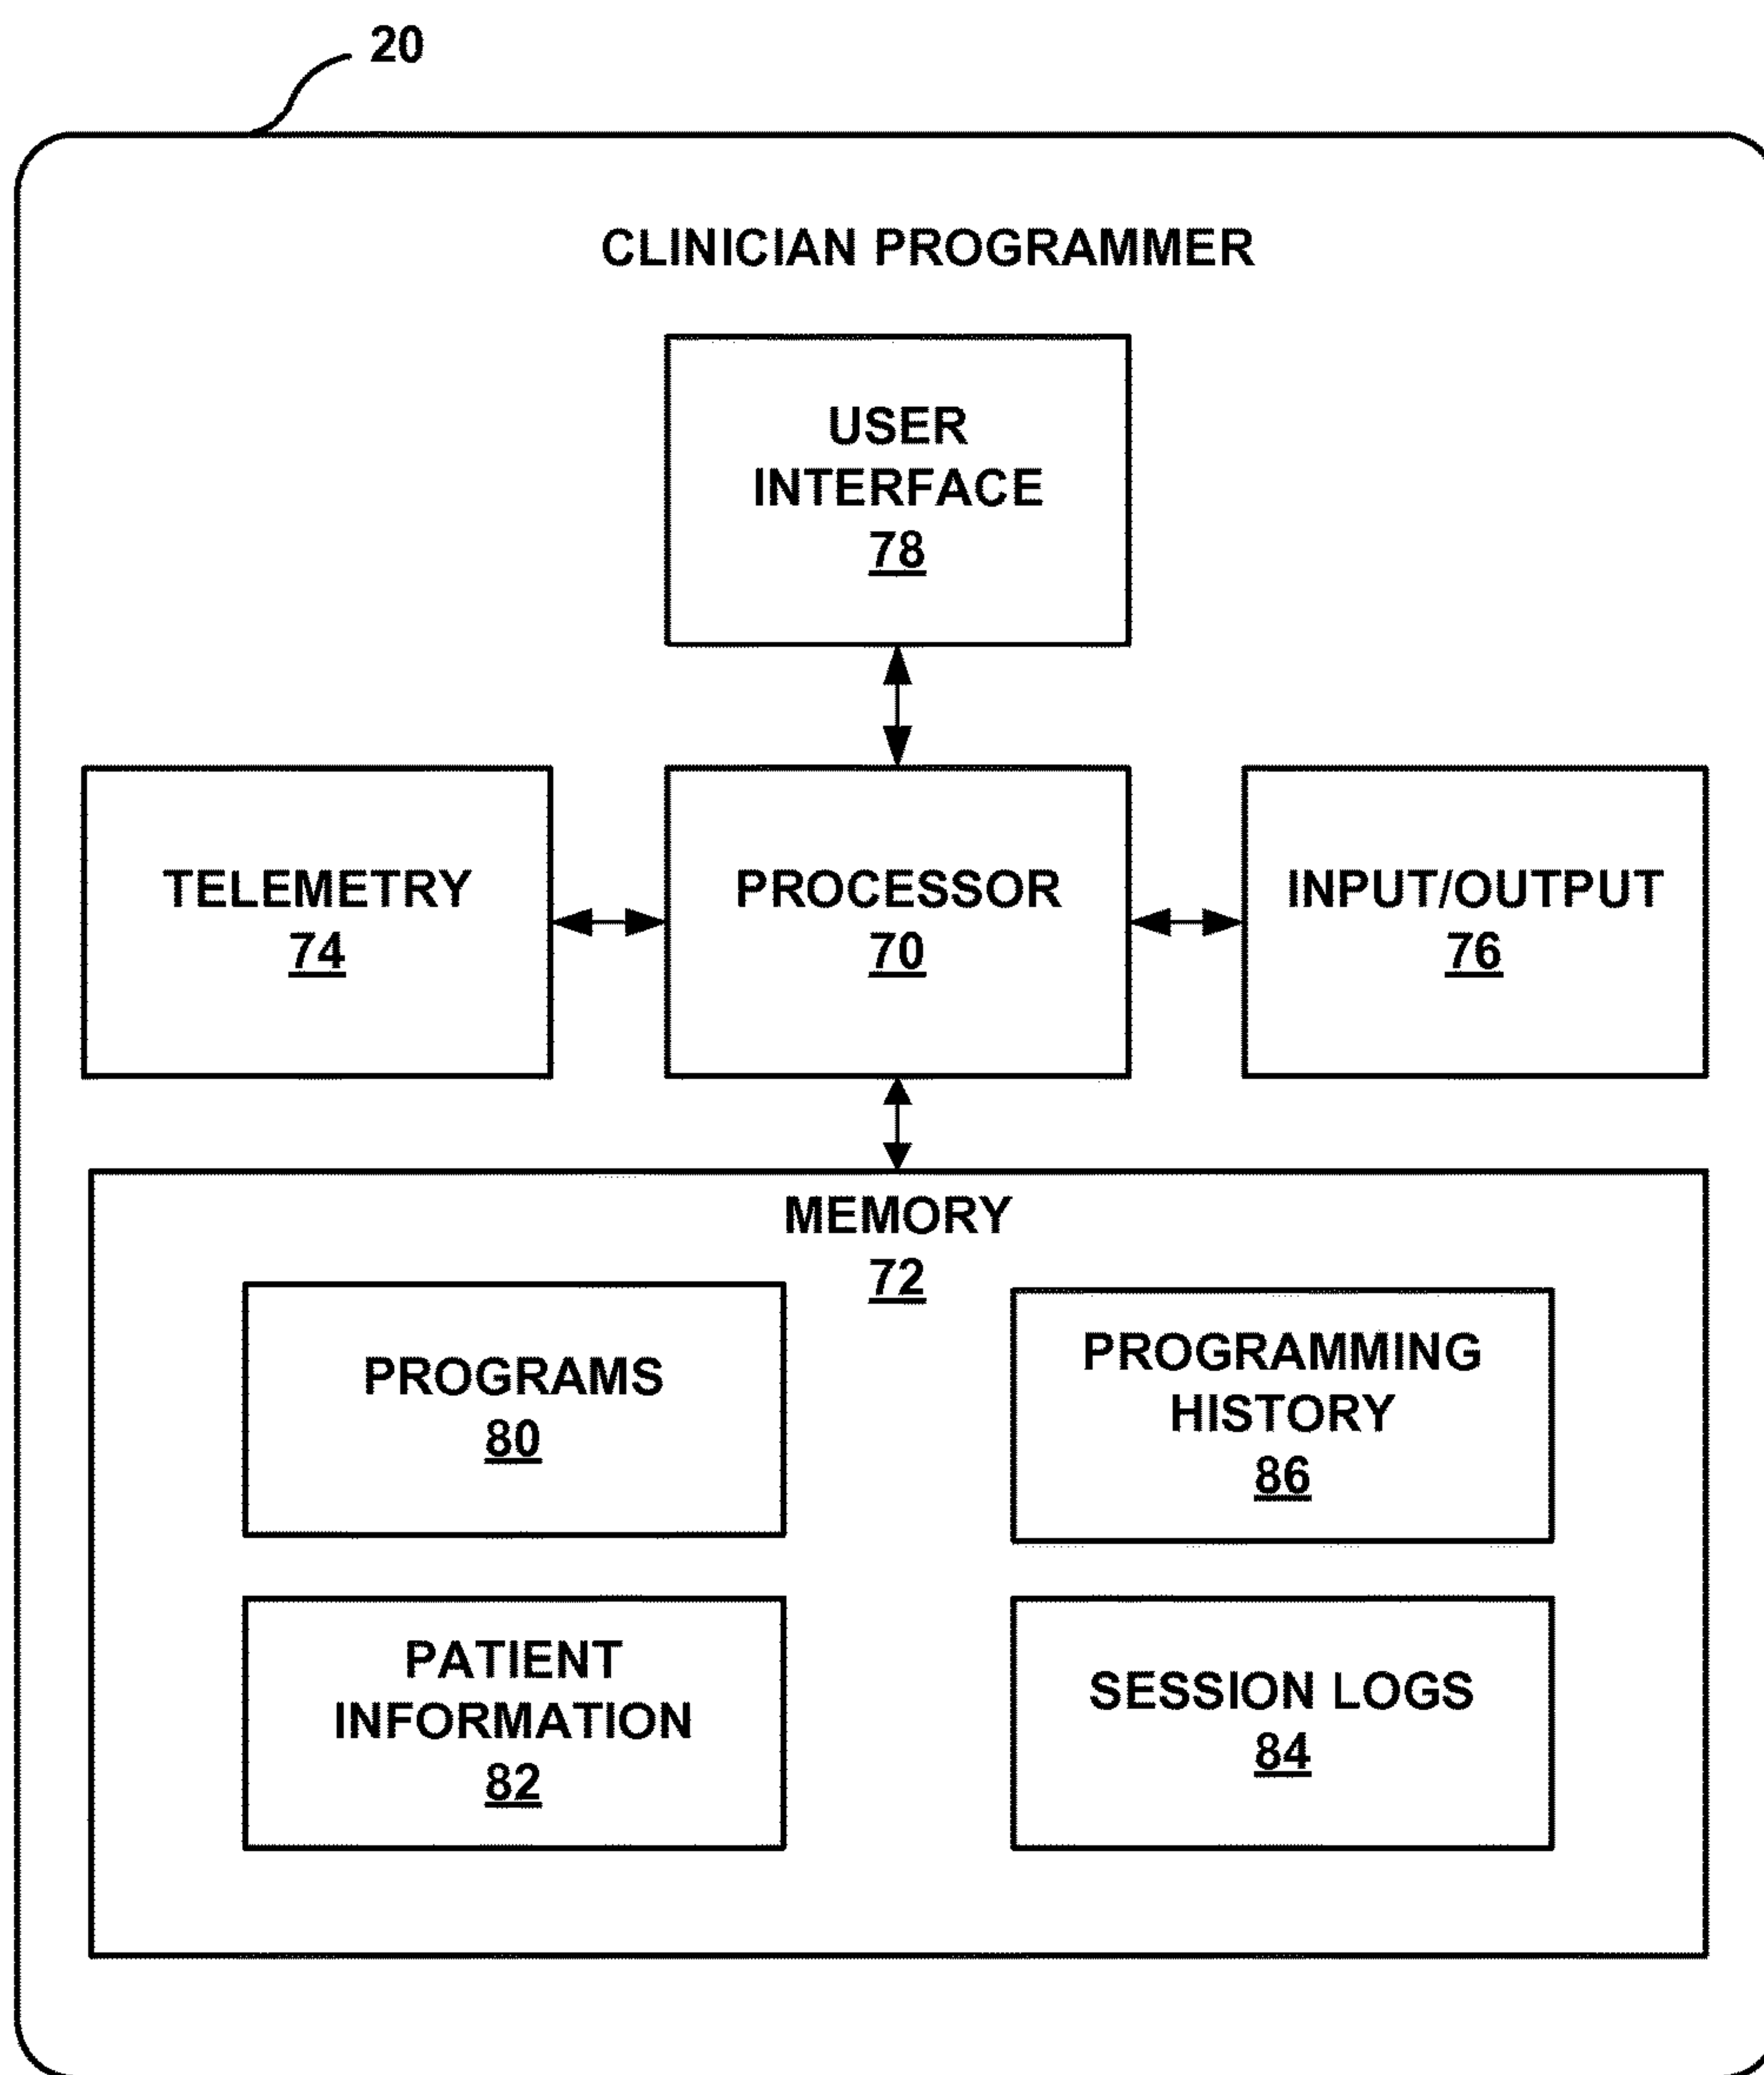 20
CLINICIAN PROGRAMMER
USER
INTERFACE
78
TELEMETRY
74
PROCESSOR
70
INPUT/OUTPUT
76
MEMORY
72
PROGRAMS
80
PROGRAMMING
HISTORY
86
PATIENT
INFORMATION
82
SESSION LOGS
84